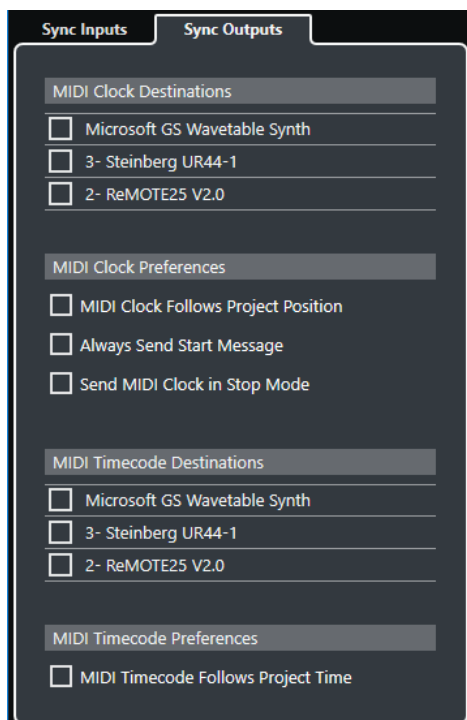 Sync Inputs
Sync Outputs
MIDI Clock Destinations
Microsoft GS Wavetable Synth
3- Steinberg UR44-1
2- ReMOTE25 V2.0
MIDI Clock Preferences
MIDI Clock Follows Project Position
Always Send Start Message
Send MIDI Clock in Stop Mode
MIDI Timecode Destinations
Microsoft GS Wavetable Synth
3- Steinberg UR44-1
2- ReMOTE25 V2.0
MIDI Timecode Preferences
MIDI Timecode Follows Project Time